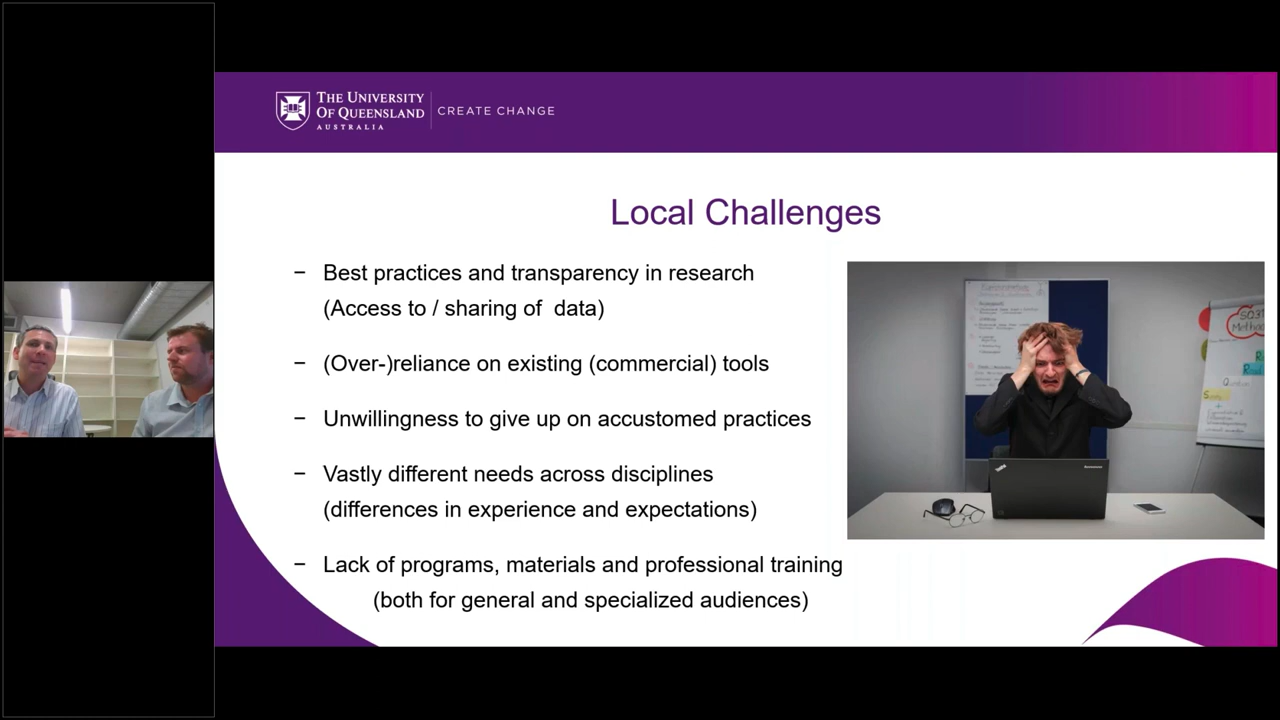 THE UNIVERSITY
OF QUEENSLAND
AUSTRALIA
CREATE CHANGE
Local Challenges
− Best practices and transparency in research
(Access to / sharing of data)
− (Over-)reliance on existing (commercial) tools
− Unwillingness to give up on accustomed practices
− Vastly different needs across disciplines
(differences in experience and expectations)
− Lack of programs, materials and professional training
(both for general and specialized audiences)
SQ3R